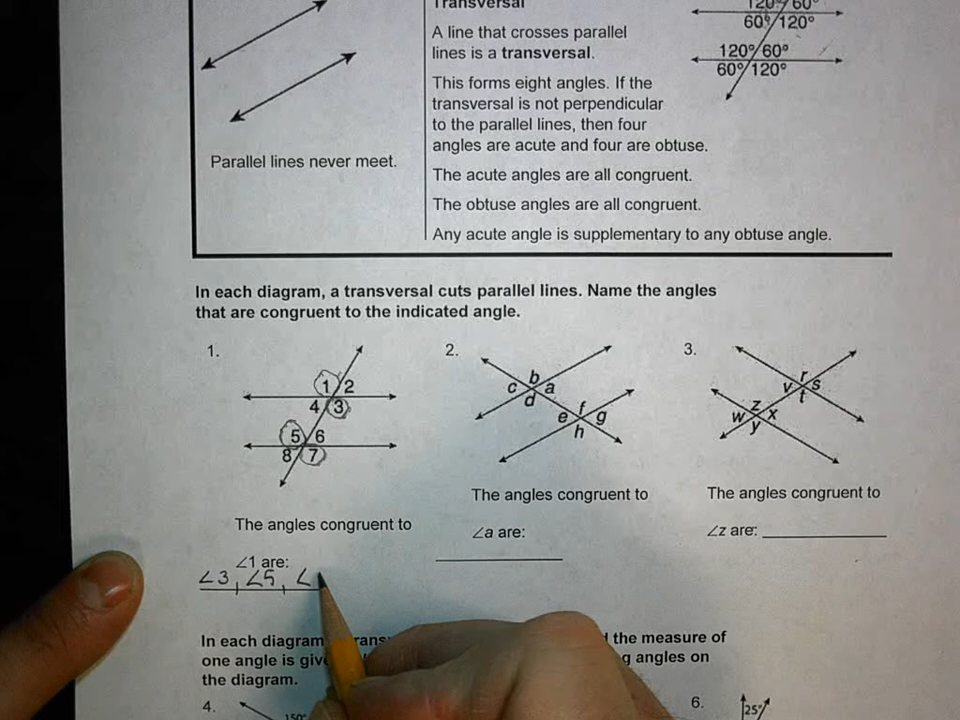 Transversal
A line that crosses parallel
lines is a transversal.
This forms eight angles. If the
transversal is not perpendicular
to the parallel lines, then four
angles are acute and four are obtuse.
The acute angles are all congruent.
The obtuse angles are all congruent.
Any acute angle is supplementary to any obtuse angle.
Parallel lines never meet.
120° 60°
60° 120°
120° 60°
60° 120°
In each diagram, a transversal cuts parallel lines. Name the angles
that are congruent to the indicated angle.
1.
1 2
4 3
5 6
8 7
The angles congruent to
∠1 are:
∠3, ∠5, ∠
2.
b
c a
d
f
e g
h
The angles congruent to
∠a are:
3.
r
v s
t
z
w x
y
The angles congruent to
∠z are:
In each diagram the measure of
one angle is angles on
the diagram.
4.
150°
6.
25°